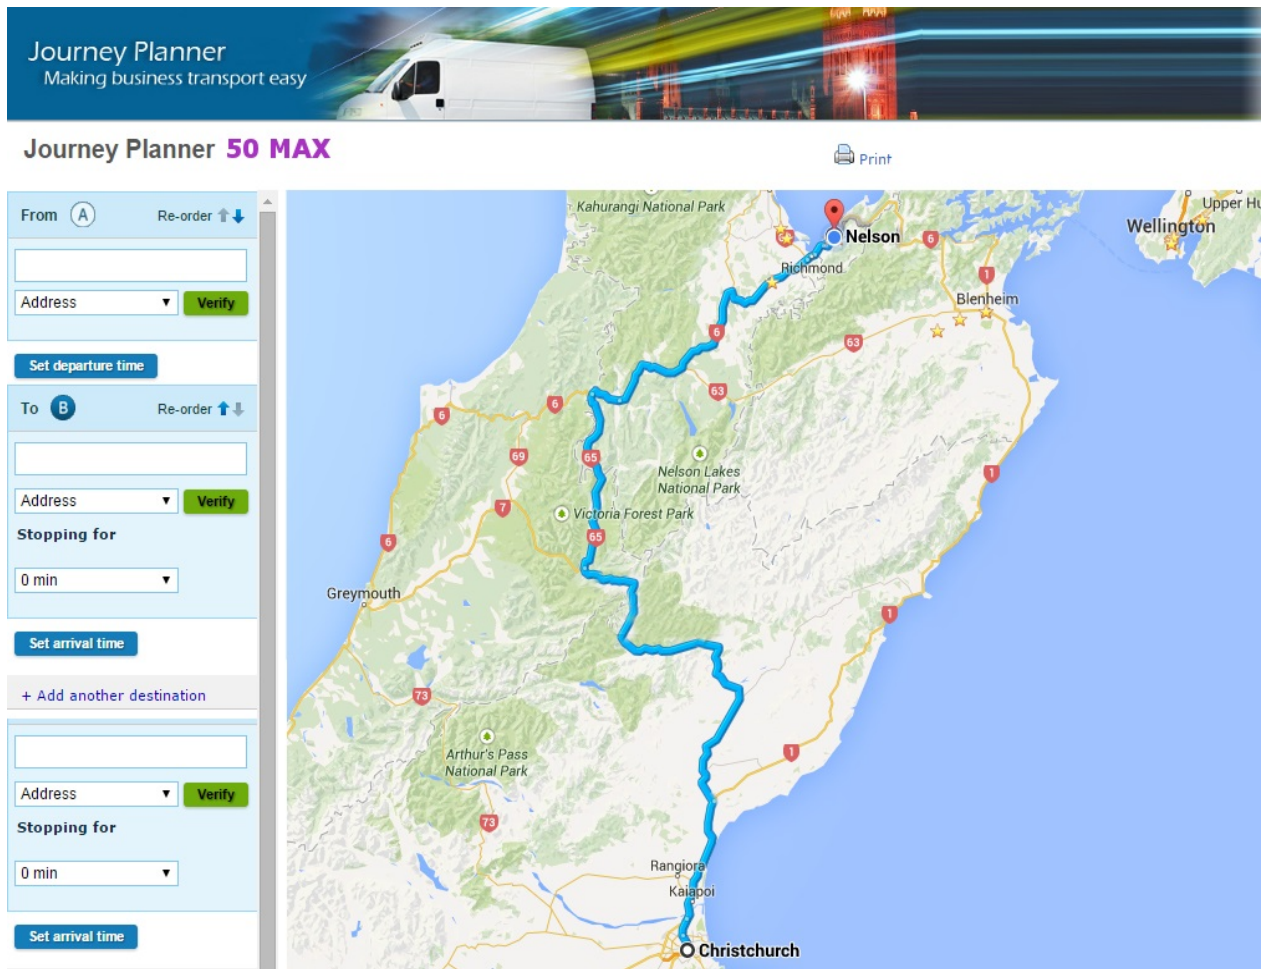 Journey Planner
Making business transport easy
Journey Planner 50 MAX
Print
From A
Re-order
Address
Verify
Set departure time
To B
Re-order
Address
Verify
Stopping for
0 min
Set arrival time
+ Add another destination
Address
Verify
Stopping for
0 min
Set arrival time
Kahurangi National Park
Upper Hu
Wellington
Nelson
6
Richmond
1
Blenheim
6
63
63
6
6
69
65
Nelson Lakes
National Park
1
7
Victoria Forest Park
65
6
Greymouth
1
73
Arthur's Pass
National Park
1
73
Rangiora
Kaiapoi
Christchurch